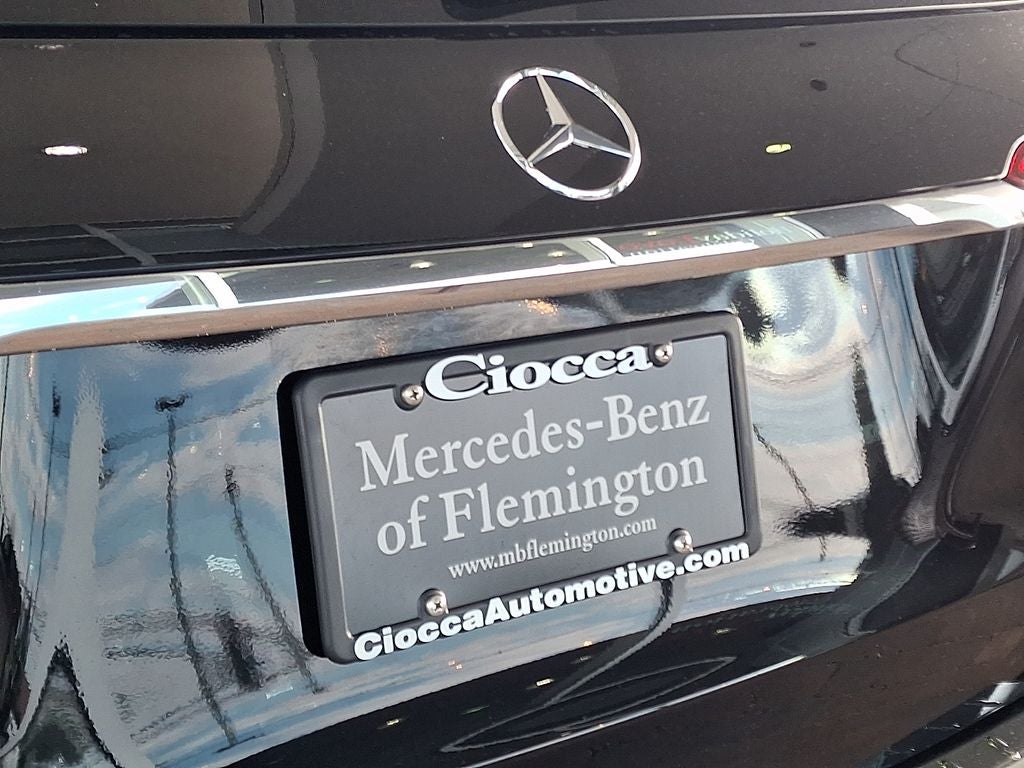 Ciocca
Mercedes-Benz
of Flemington
www.mbflemington.com
CioccaAutomotive.com